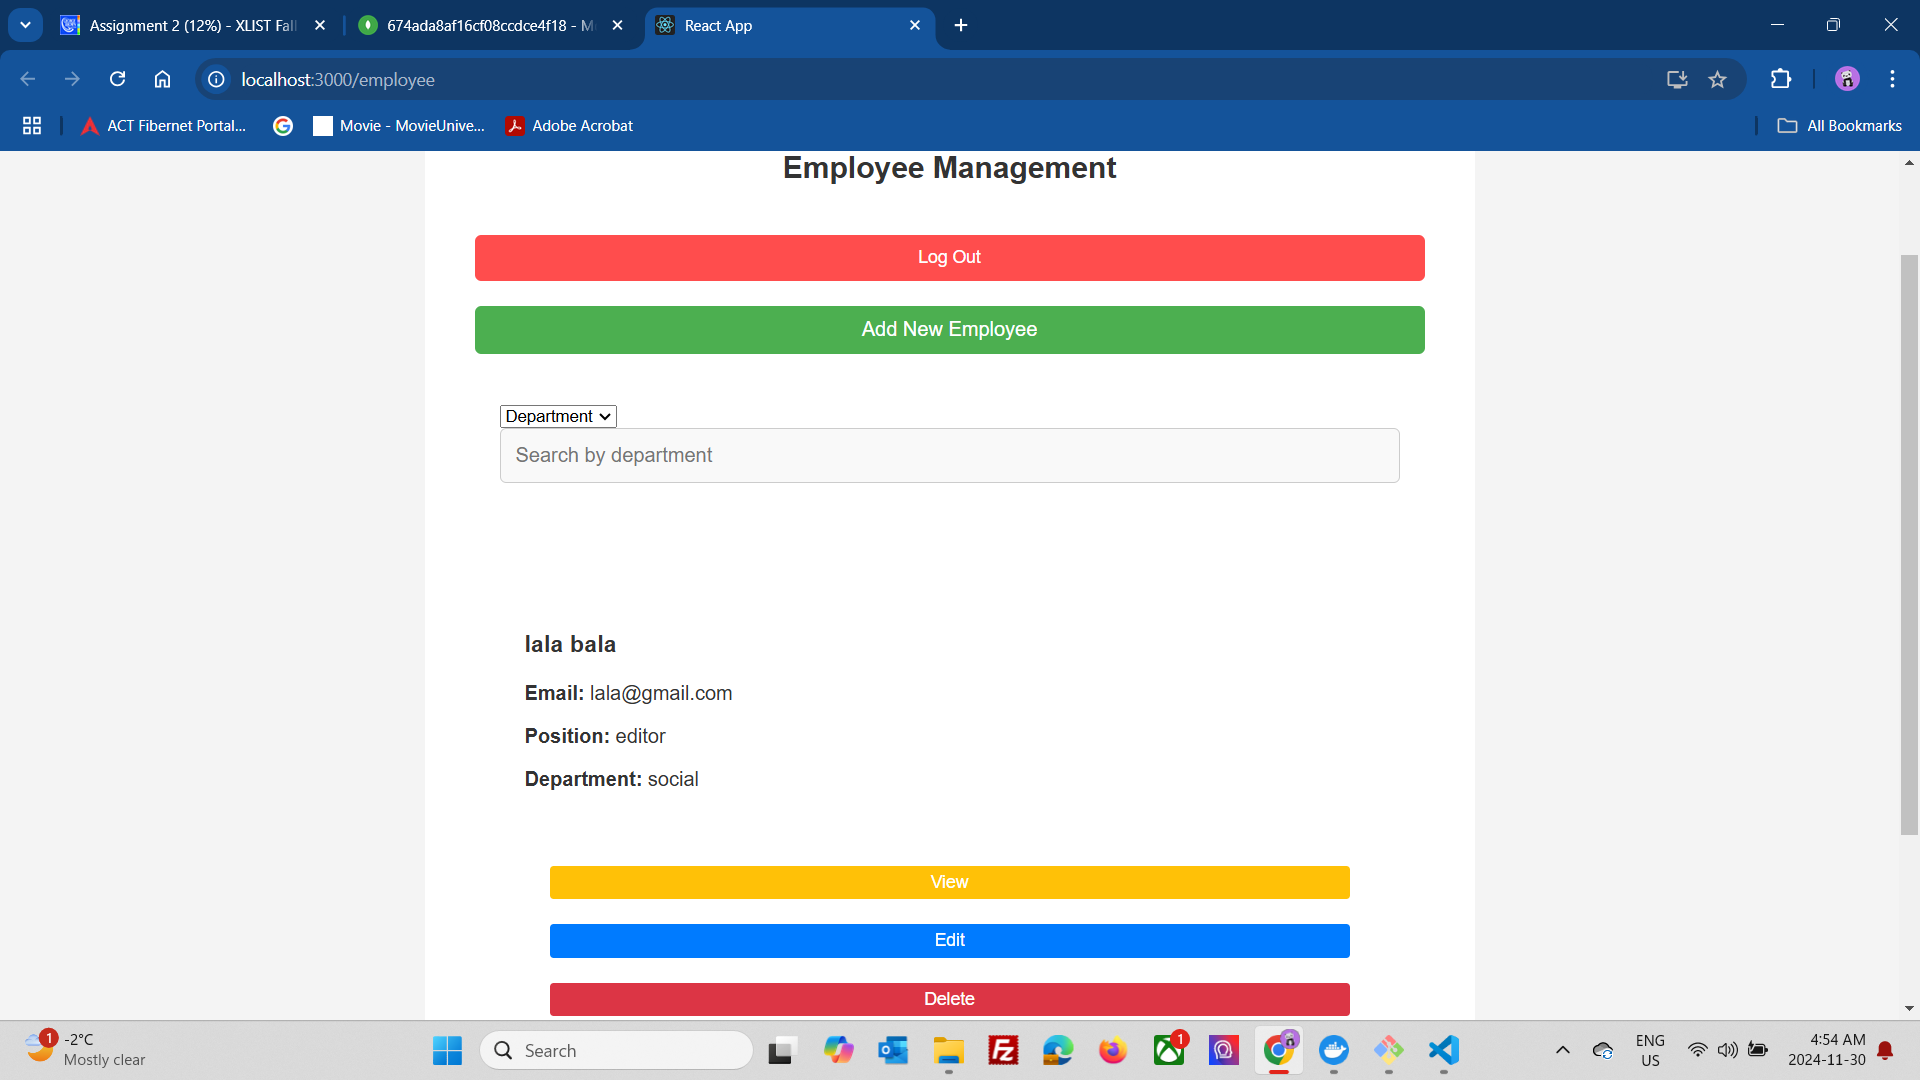 Assignment 2 (12%) - XLIST Fall
674ada8af16cf08ccdce4f18 - M
React App
localhost:3000/employee
ACT Fibernet Portal...
Movie - MovieUnive...
Adobe Acrobat
All Bookmarks
Employee Management
Log Out
Add New Employee
Department
Search by department
lala bala
Email: lala@gmail.com
Position: editor
Department: social
View
Edit
Delete
1
-2°C
Mostly clear
Search
1
ENG
US
4:54 AM
2024-11-30